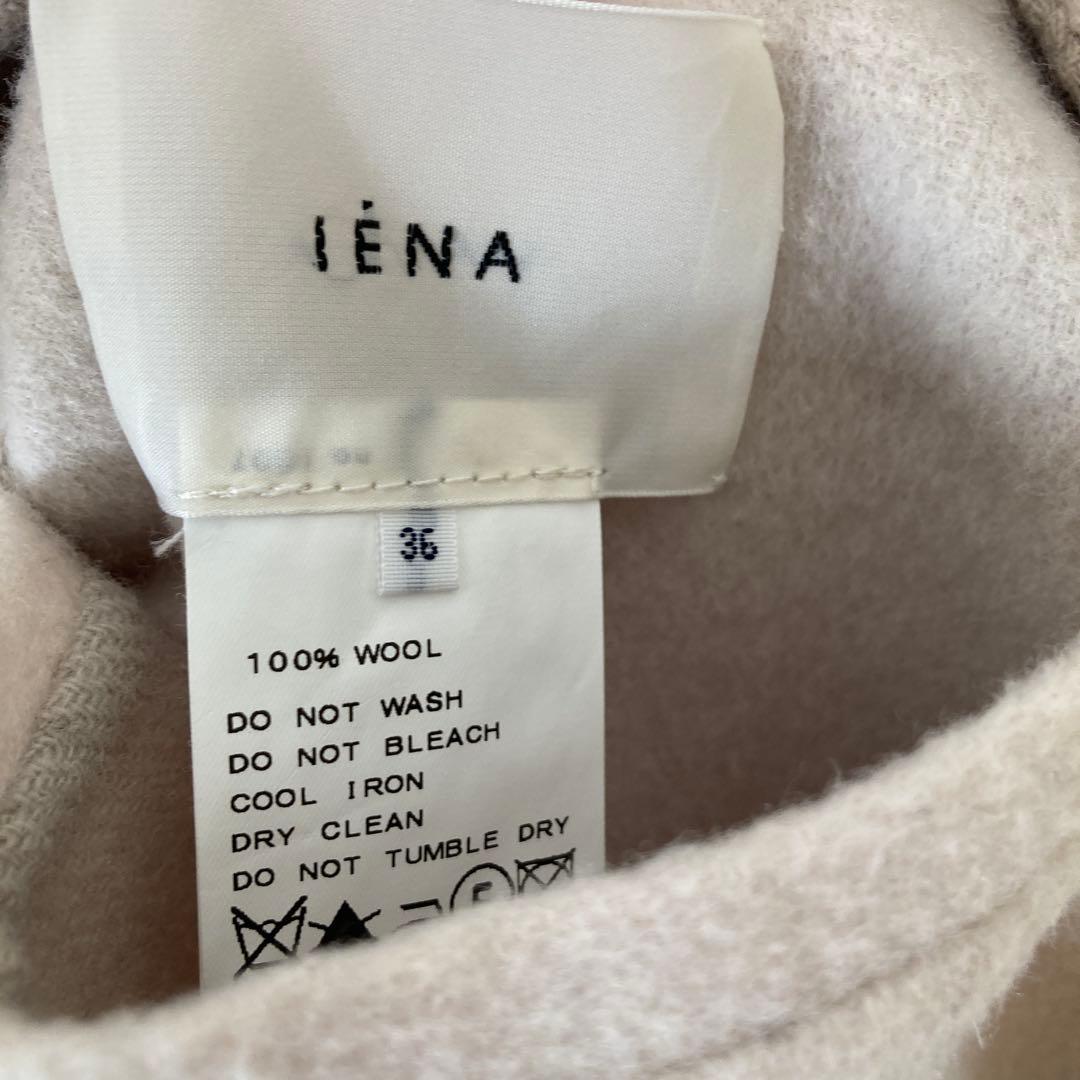 IÉNA
36
100% WOOL
DO NOT WASH
DO NOT BLEACH
COOL IRON
DRY CLEAN
DO NOT TUMBLE DRY